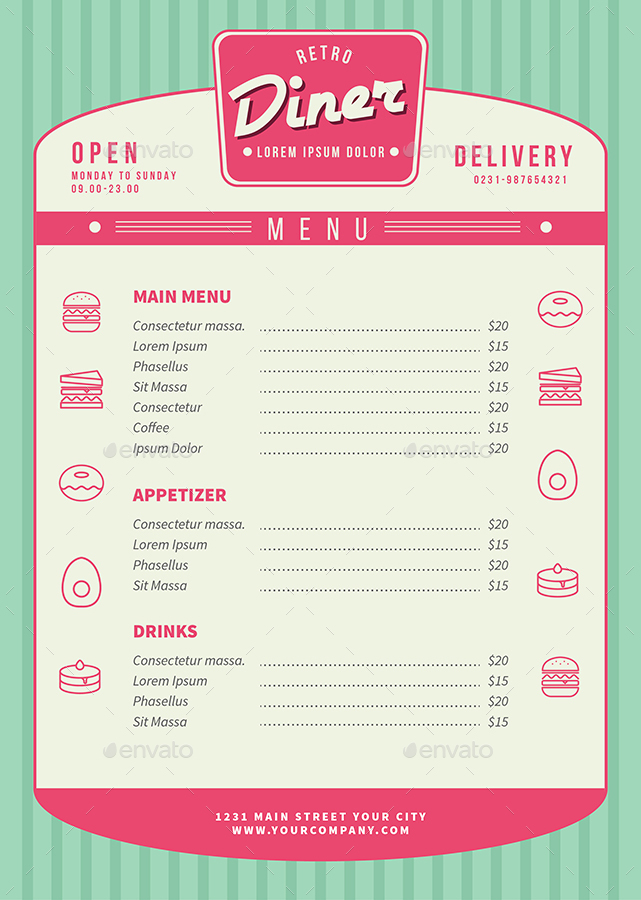 RETRO
Diner
LOREM IPSUM DOLOR
OPEN
MONDAY TO SUNDAY
09.00-23.00
DELIVERY
0231-987654321
MENU
MAIN MENU
Consectetur massa. $20
Lorem Ipsum $15
Phasellus $20
Sit Massa $15
Consectetur $20
Coffee $15
Ipsum Dolor $20
APPETIZER
Consectetur massa. $20
Lorem Ipsum $15
Phasellus $20
Sit Massa $15
DRINKS
Consectetur massa. $20
Lorem Ipsum $15
Phasellus $20
Sit Massa $15
1231 MAIN STREET YOUR CITY
WWW.YOURCOMPANY.COM
envato
envato
envato
envato
envato
envato